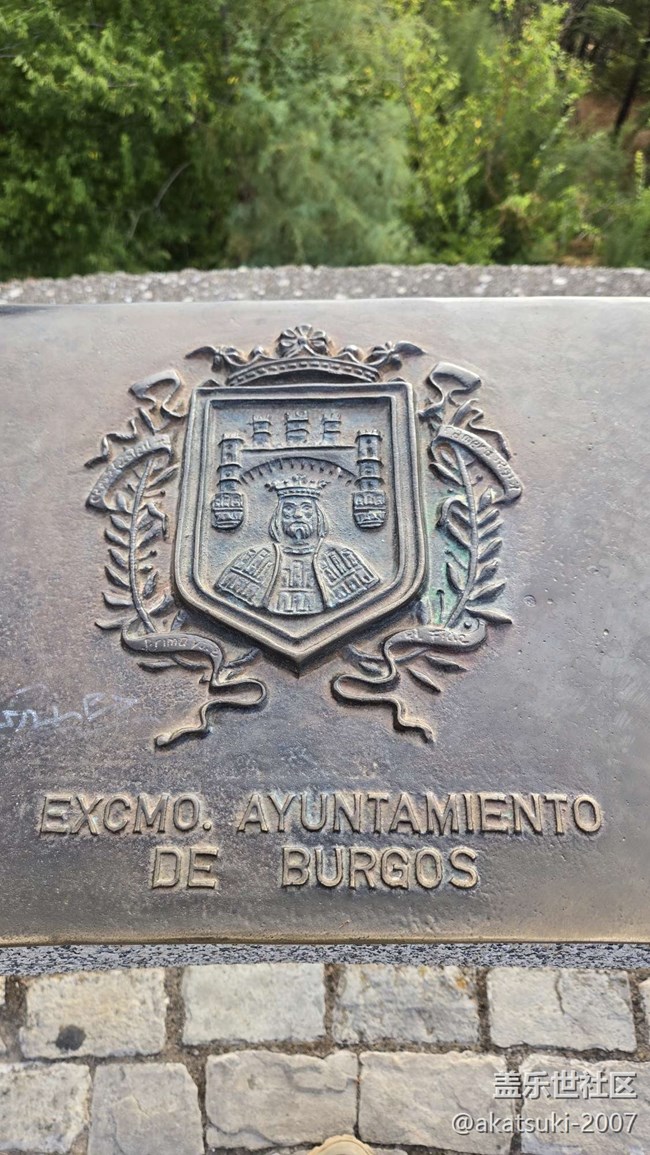 EXCMO. AYUNTAMIENTO
DE BURGOS
盖乐世社区
@akatsuki-2007